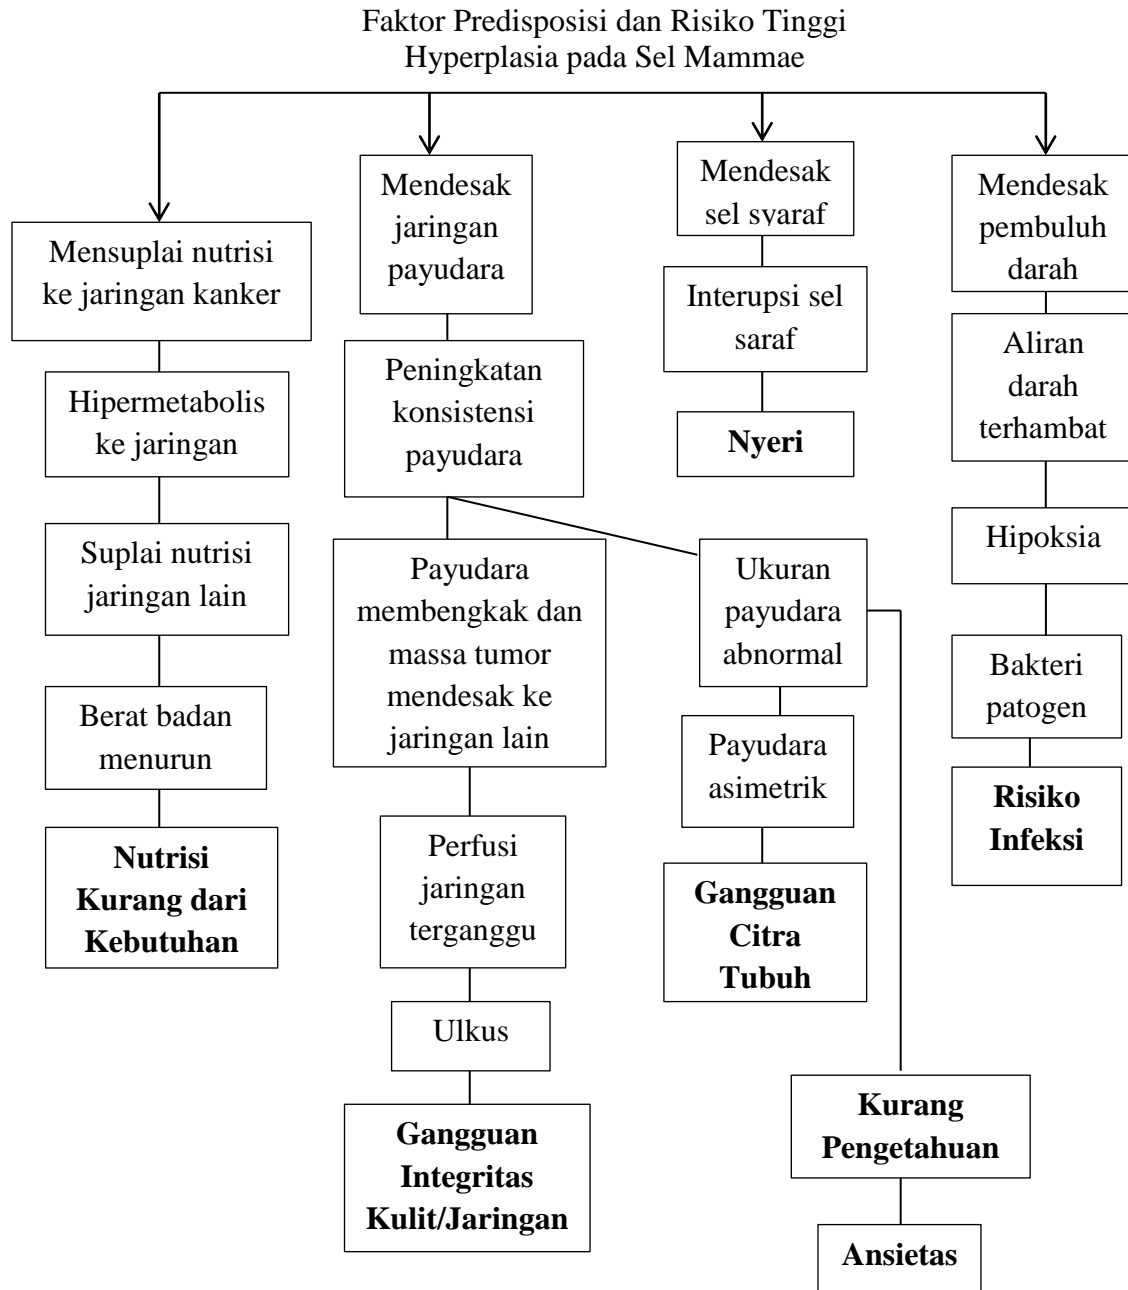 Faktor Predisposisi dan Risiko Tinggi
Hyperplasia pada Sel Mammae
Mensuplai nutrisi
ke jaringan kanker
Hipermetabolis
ke jaringan
Suplai nutrisi
jaringan lain
Berat badan
menurun
Nutrisi
Kurang dari
Kebutuhan
Mendesak
jaringan
payudara
Peningkatan
konsistensi
payudara
Payudara
membengkak dan
massa tumor
mendesak ke
jaringan lain
Perfusi
jaringan
terganggu
Ulkus
Gangguan
Integritas
Kulit/Jaringan
Mendesak
sel syaraf
Interupsi sel
saraf
Nyeri
Ukuran
payudara
abnormal
Payudara
asimetrik
Gangguan
Citra
Tubuh
Kurang
Pengetahuan
Ansietas
Mendesak
pembuluh
darah
Aliran
darah
terhambat
Hipoksia
Bakteri
patogen
Risiko
Infeksi